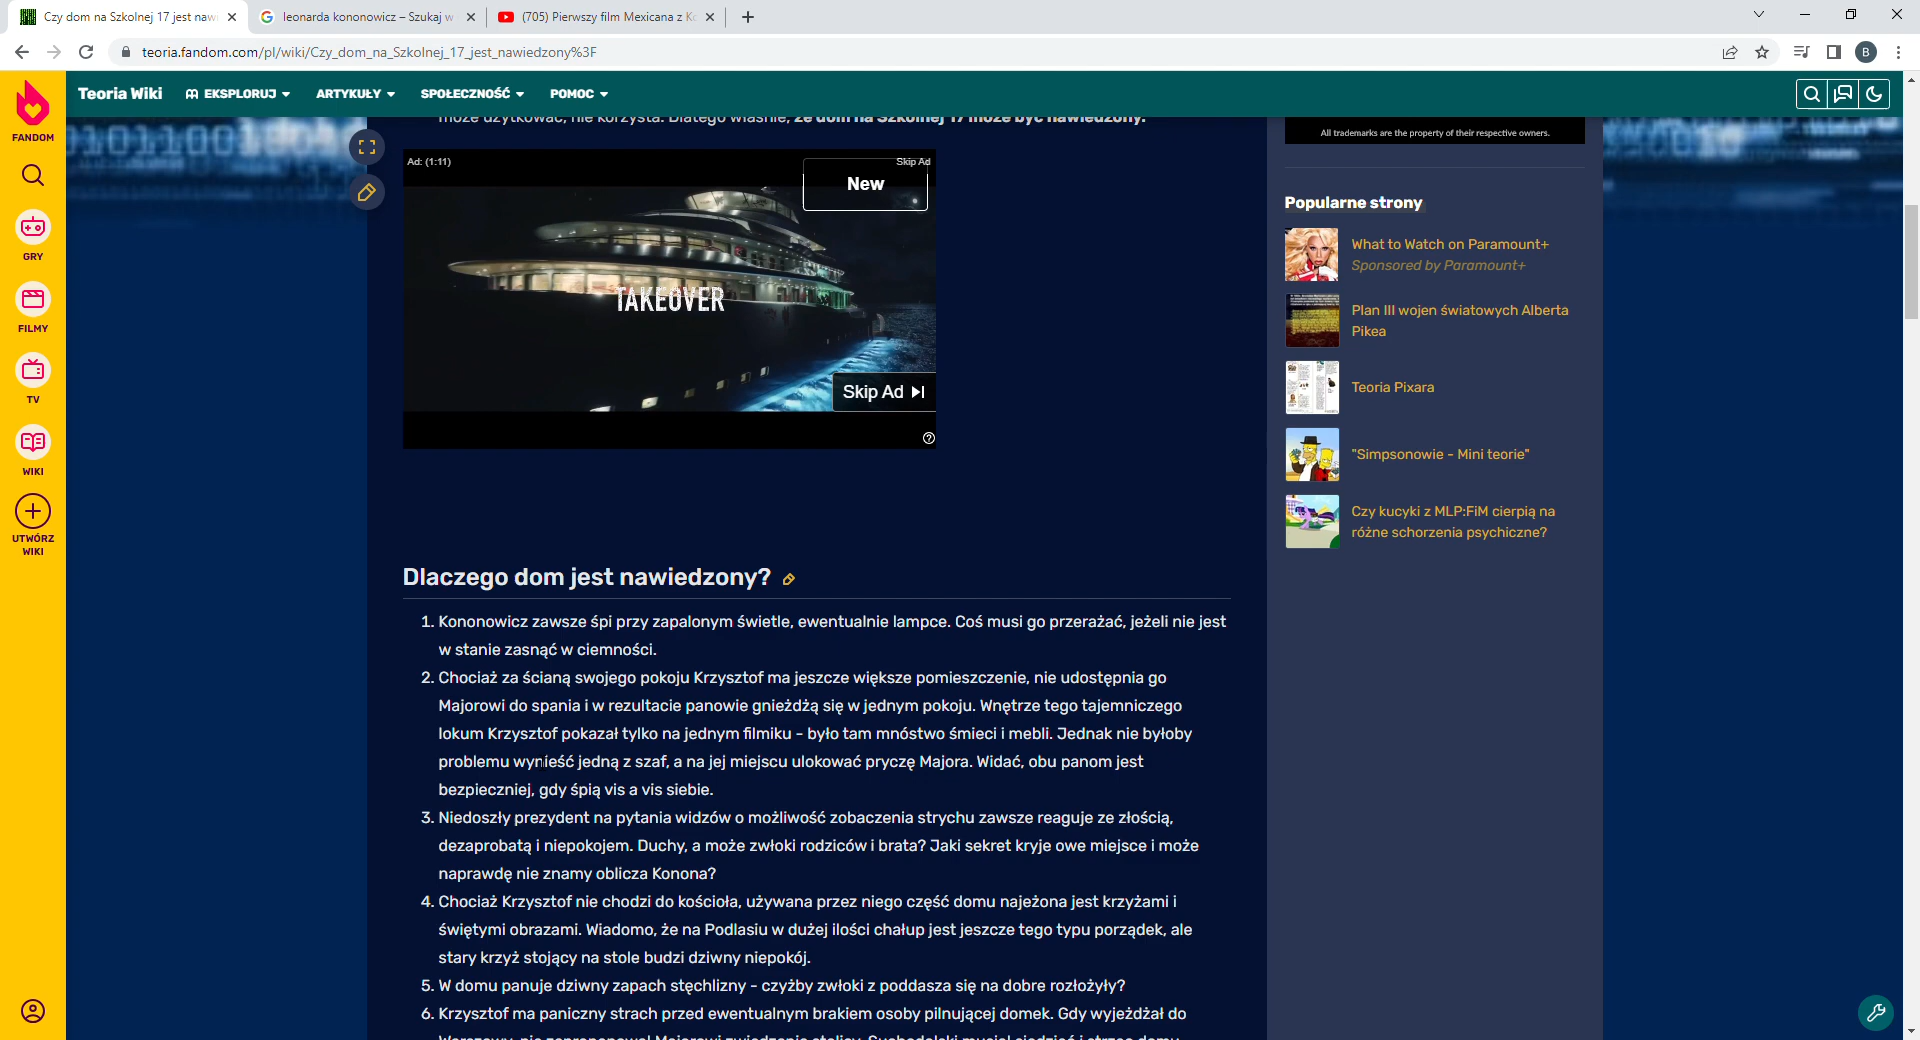 Czy dom na Szkolnej 17 jest naw
leonarda kononowicz – Szukaj w
(705) Pierwszy film Mexicana z K
teoria.fandom.com/pl/wiki/Czy_dom_na_Szkolnej_17_jest_nawiedzony%3F
B
FANDOM
GRY
FILMY
TV
WIKI
UTWÓRZ
WIKI
Teoria Wiki
EKSPLORUJ
ARTYKUŁY
SPOŁECZNOŚĆ
POMOC
może użytkować, nie korzysta. Dlatego właśnie, że dom na Szkolnej 17 może być nawiedzony.
Ad: (1:11)
Skip Ad
New
TAKEOVER
Skip Ad
Dlaczego dom jest nawiedzony?
1. Kononowicz zawsze śpi przy zapalonym świetle, ewentualnie lampce. Coś musi go przerażać, jeżeli nie jest
w stanie zasnąć w ciemności.
2. Chociaż za ścianą swojego pokoju Krzysztof ma jeszcze większe pomieszczenie, nie udostępnia go
Majorowi do spania i w rezultacie panowie gnieżdżą się w jednym pokoju. Wnętrze tego tajemniczego
lokum Krzysztof pokazał tylko na jednym filmiku - było tam mnóstwo śmieci i mebli. Jednak nie byłoby
problemu wynieść jedną z szaf, a na jej miejscu ulokować pryczę Majora. Widać, obu panom jest
bezpieczniej, gdy śpią vis a vis siebie.
3. Niedoszły prezydent na pytania widzów o możliwość zobaczenia strychu zawsze reaguje ze złością,
dezaprobatą i niepokojem. Duchy, a może zwłoki rodziców i brata? Jaki sekret kryje owe miejsce i może
naprawdę nie znamy oblicza Konona?
4. Chociaż Krzysztof nie chodzi do kościoła, używana przez niego część domu najeżona jest krzyżami i
świętymi obrazami. Wiadomo, że na Podlasiu w dużej ilości chałup jest jeszcze tego typu porządek, ale
stary krzyż stojący na stole budzi dziwny niepokój.
5. W domu panuje dziwny zapach stęchlizny - czyżby zwłoki z poddasza się na dobre rozłożyły?
6. Krzysztof ma paniczny strach przed ewentualnym brakiem osoby pilnującej domek. Gdy wyjeżdżał do
Warszawy, nie zaproponował Majorowi zwiedzenia stolicy. Suchodolski musiał siedzieć i strzec domu
All trademarks are the property of their respective owners.
Popularne strony
What to Watch on Paramount+
Sponsored by Paramount+
Plan III wojen światowych Alberta
Pikea
Teoria Pixara
"Simpsonowie - Mini teorie"
Czy kucyki z MLP:FiM cierpią na
różne schorzenia psychiczne?